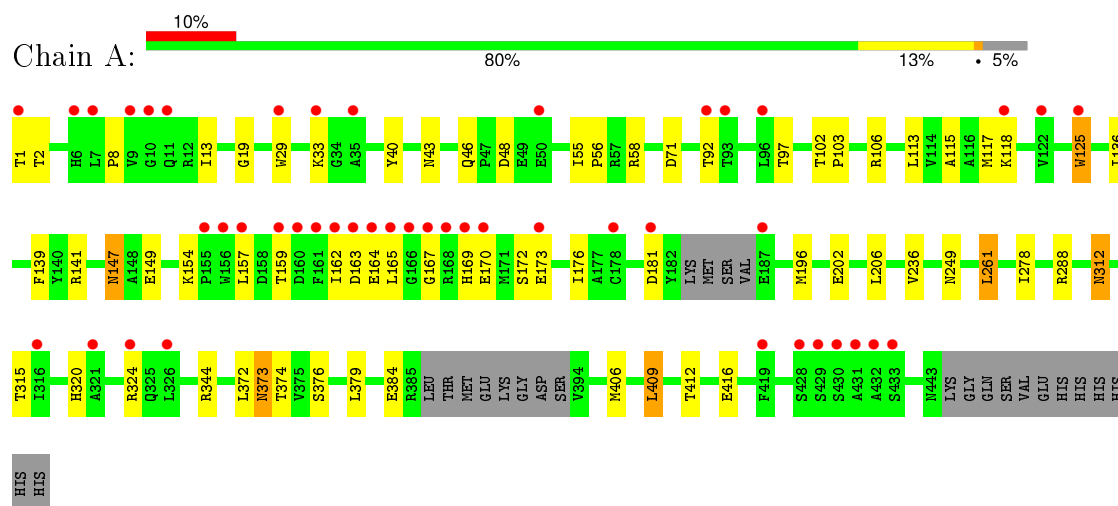 10%
Chain A:
80% 13% • 5%
T1 T2 H6 L7 P8 V9 G10 Q11 R12 I13 G19 W29 K33 G34 A35 Y40 N43 Q46 P47 D48 E49 E50 I55 P56 R57 R58 D71 T92 T93 L96 T97 T102 P103 R106 L113 V114 A115 A116 M117 K118 V122 W125 I136
F139 Y140 R141 N147 A148 E149 K154 P155 W156 L157 D158 T159 D160 F161 I162 D163 E164 L165 G166 G167 R168 H169 E170 M171 S172 E173 I176 A177 C178 D181 Y182 LYS MET SER VAL E187 M196 E202 L206 V236 N249 L261 I278 R288 N312
T315 I316 H320 A321 R324 Q325 L326 R344 L372 N373 T374 V375 S376 L379 E384 R385 LEU THR MET GLU LYS GLY ASP SER V394 M406 L409 T412 E416 F419 S428 S429 S430 A431 A432 S433 N443 LYS GLY GLN SER VAL GLU HIS HIS HIS HIS
HIS HIS